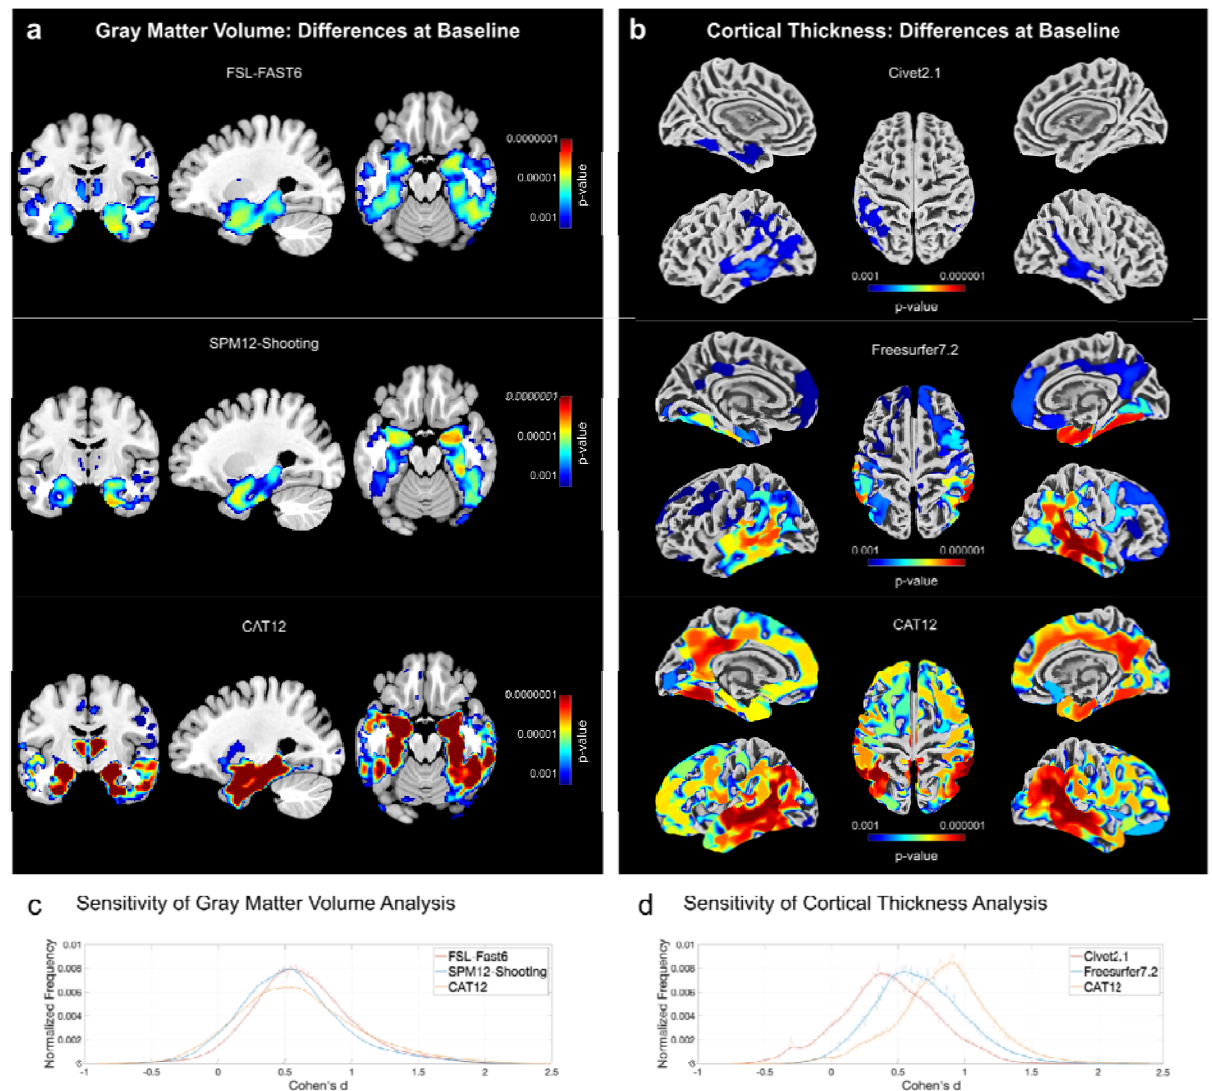 a Gray Matter Volume: Differences at Baseline
FSL-FAST6
0.0000001
0.00001
0.001
p-value
SPM12-Shooting
0.0000001
0.00001
0.001
p-value
CAT12
0.0000001
0.00001
0.001
p-value
b Cortical Thickness: Differences at Baseline
Civet2.1
0.001 0.000001
p-value
Freesurfer7.2
0.001 0.000001
p-value
CAT12
0.001 0.000001
p-value
c Sensitivity of Gray Matter Volume Analysis
Normalized Frequency
0.01
0.008
0.006
0.004
0.002
0
FSL-Fast6
SPM12-Shooting
CAT12
-1 -0.5 0 0.5 1 1.5 2 2.5
Cohen's d
d Sensitivity of Cortical Thickness Analysis
Normalized Frequency
0.01
0.008
0.006
0.004
0.002
0
Civet2.1
Freesurfer7.2
CAT12
-1 -0.5 0 0.5 1 1.5 2 2.5
Cohen's d